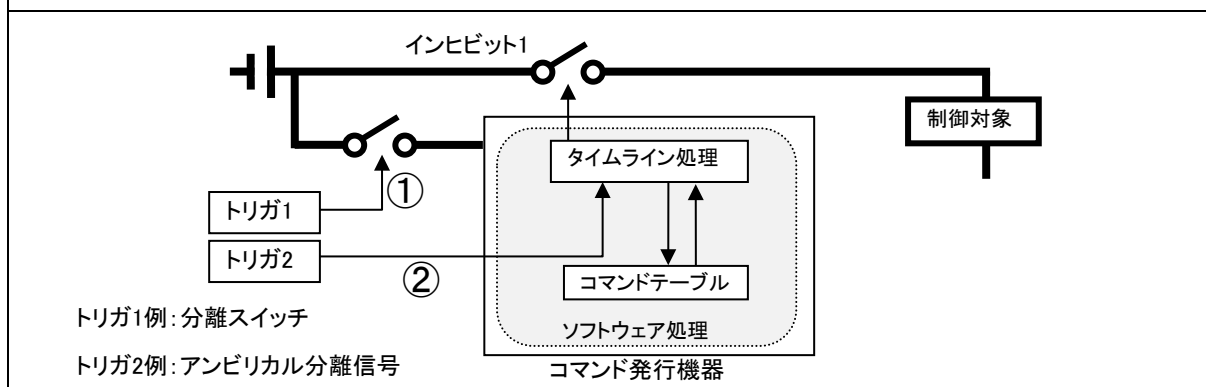 インヒビット1
制御対象
タイムライン処理
①
トリガ1
トリガ2
②
コマンドテーブル
トリガ1例:分離スイッチ
ソフトウェア処理
トリガ2例:アンビリカル分離信号
コマンド発行機器